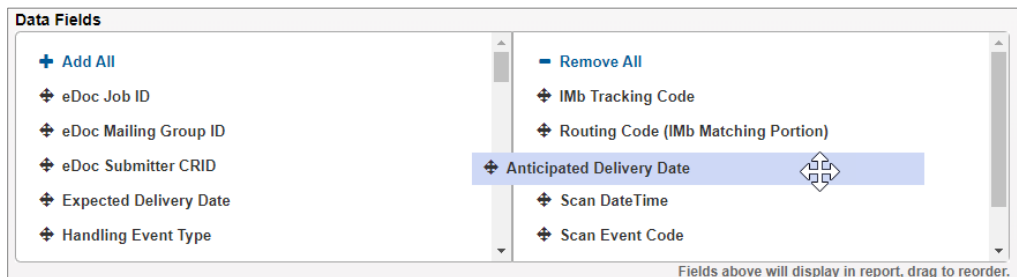 Data Fields
Add All
eDoc Job ID
eDoc Mailing Group ID
eDoc Submitter CRID
Expected Delivery Date
Handling Event Type
Remove All
IMb Tracking Code
Routing Code (IMb Matching Portion)
Anticipated Delivery Date
Scan DateTime
Scan Event Code
Fields above will display in report, drag to reorder.